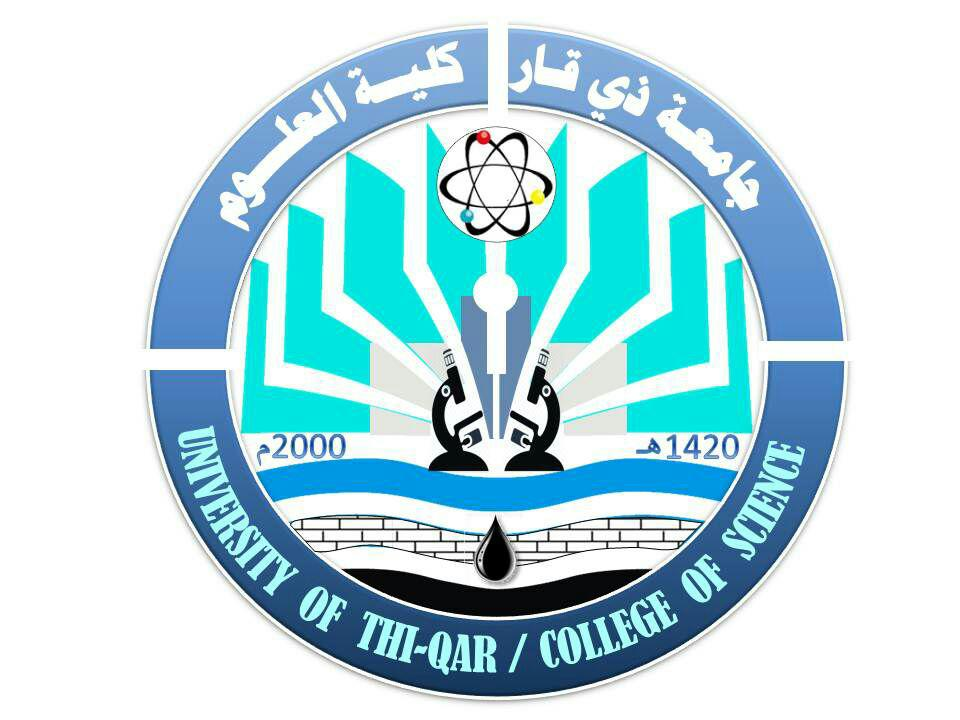 جامعة ذي قار
كلية العلوم
1420هـ
2000م
UNIVERSITY OF THI-QAR / COLLEGE OF SCIENCE